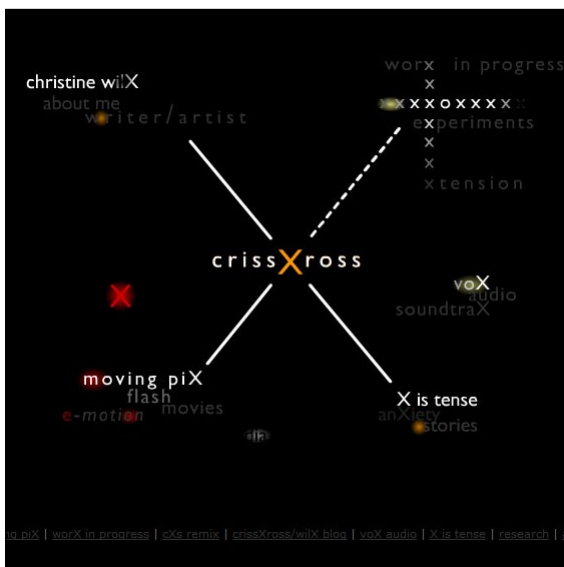 worx in progress
x
christine wilX
about me
xxxoxxxxx
writer/artist
experiments
x
x
xtension
crissXross
voX
audio
X
soundtraX
moving piX
flash
X is tense
movies
anXiety
e-motion
stories
ng piX | worX in progress | cXs remix | crissXross/wilX blog | voX audio | X is tense | research |